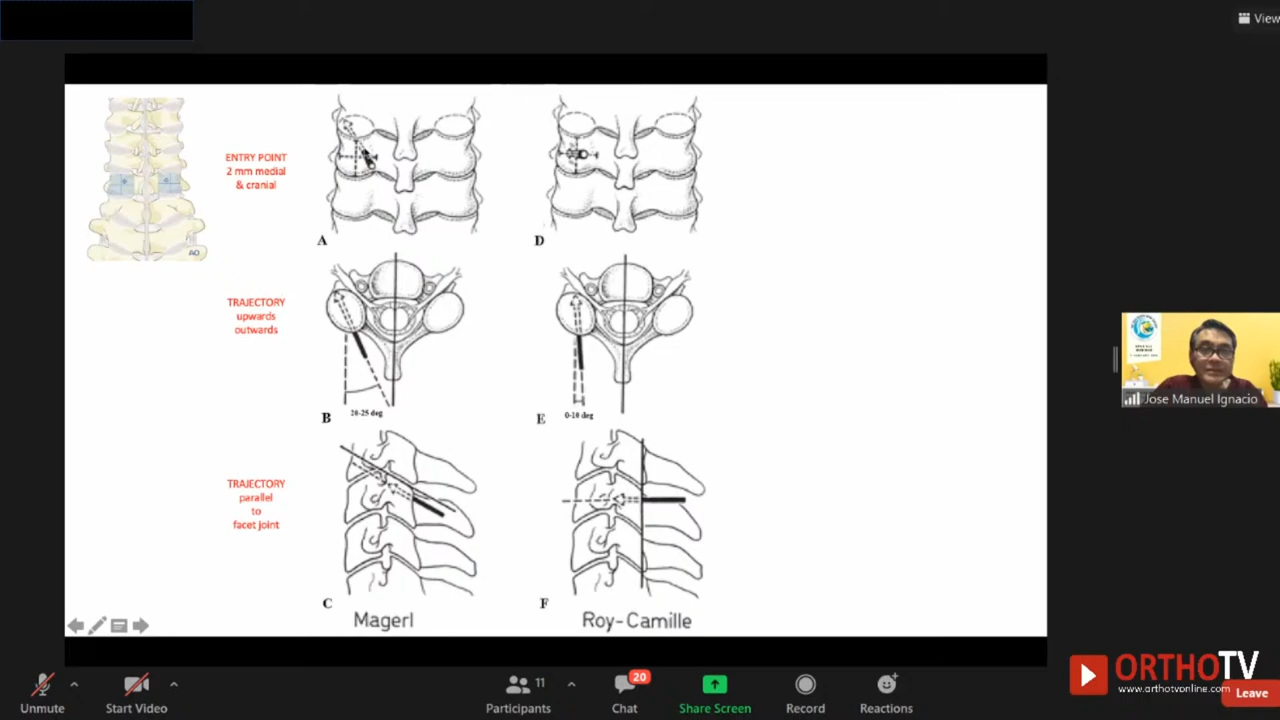 View
ENTRY POINT
2 mm medial
& cranial
A
D
AO
TRAJECTORY
upwards
outwards
B
20-25 deg
E
0-10 deg
TRAJECTORY
parallel
to
facet joint
C
F
Magerl
Roy-Camille
Jose Manuel Ignacio
ORTHOTV
www.orthotvonline.com
Unmute
Start Video
11
Participants
20
Chat
Share Screen
Record
Reactions
Leave